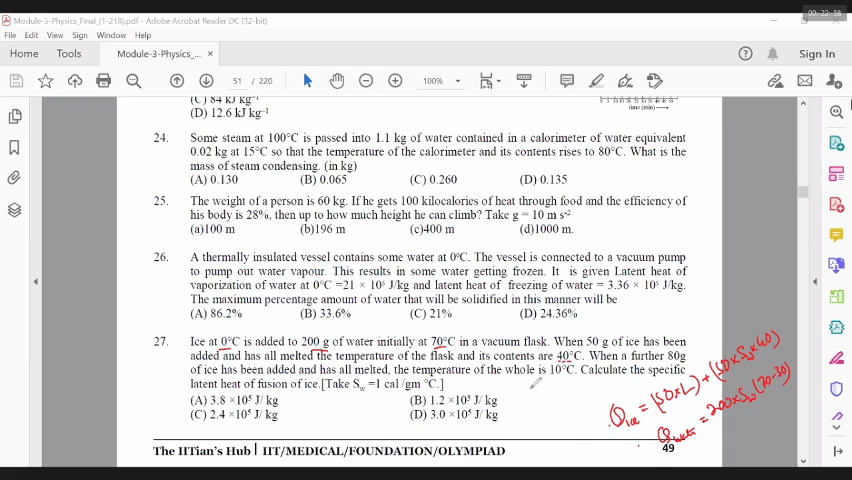 00:-22:-58
Module-3-Physics_Final_(1-218).pdf - Adobe Acrobat Reader DC (32-bit)
File Edit View Sign Window Help
Home Tools Module-3-Physics_... × Sign In
51 / 220 100%
(C) 84 kJ kg⁻¹
(D) 12.6 kJ kg⁻¹
time (min)
24. Some steam at 100°C is passed into 1.1 kg of water contained in a calorimeter of water equivalent
0.02 kg at 15°C so that the temperature of the calorimeter and its contents rises to 80°C. What is the
mass of steam condensing. (in kg)
(A) 0.130 (B) 0.065 (C) 0.260 (D) 0.135
25. The weight of a person is 60 kg. If he gets 100 kilocalories of heat through food and the efficiency of
his body is 28%, then up to how much height he can climb? Take g = 10 m s⁻²
(a)100 m (b)196 m (c)400 m (d)1000 m.
26. A thermally insulated vessel contains some water at 0⁰C. The vessel is connected to a vacuum pump
to pump out water vapour. This results in some water getting frozen. It is given Latent heat of
vaporization of water at 0°C =21 × 10⁵ J/kg and latent heat of freezing of water = 3.36 × 10⁵ J/kg.
The maximum percentage amount of water that will be solidified in this manner will be
(A) 86.2% (B) 33.6% (C) 21% (D) 24.36%
27. Ice at 0°C is added to 200 g of water initially at 70°C in a vacuum flask. When 50 g of ice has been
added and has all melted the temperature of the flask and its contents are 40°C. When a further 80g
of ice has been added and has all melted, the temperature of the whole is 10°C. Calculate the specific
latent heat of fusion of ice.[Take S_w =1 cal /gm °C.]
(A) 3.8 ×10⁵ J/ kg (B) 1.2 ×10⁵ J/ kg
(C) 2.4 ×10⁵ J/ kg (D) 3.0 ×10⁵ J/ kg
Q_ice = (50×L) + (50×S_w×40)
Q_water = 200×S_w(70-30)
The IITian's Hub | IIT/MEDICAL/FOUNDATION/OLYMPIAD 49